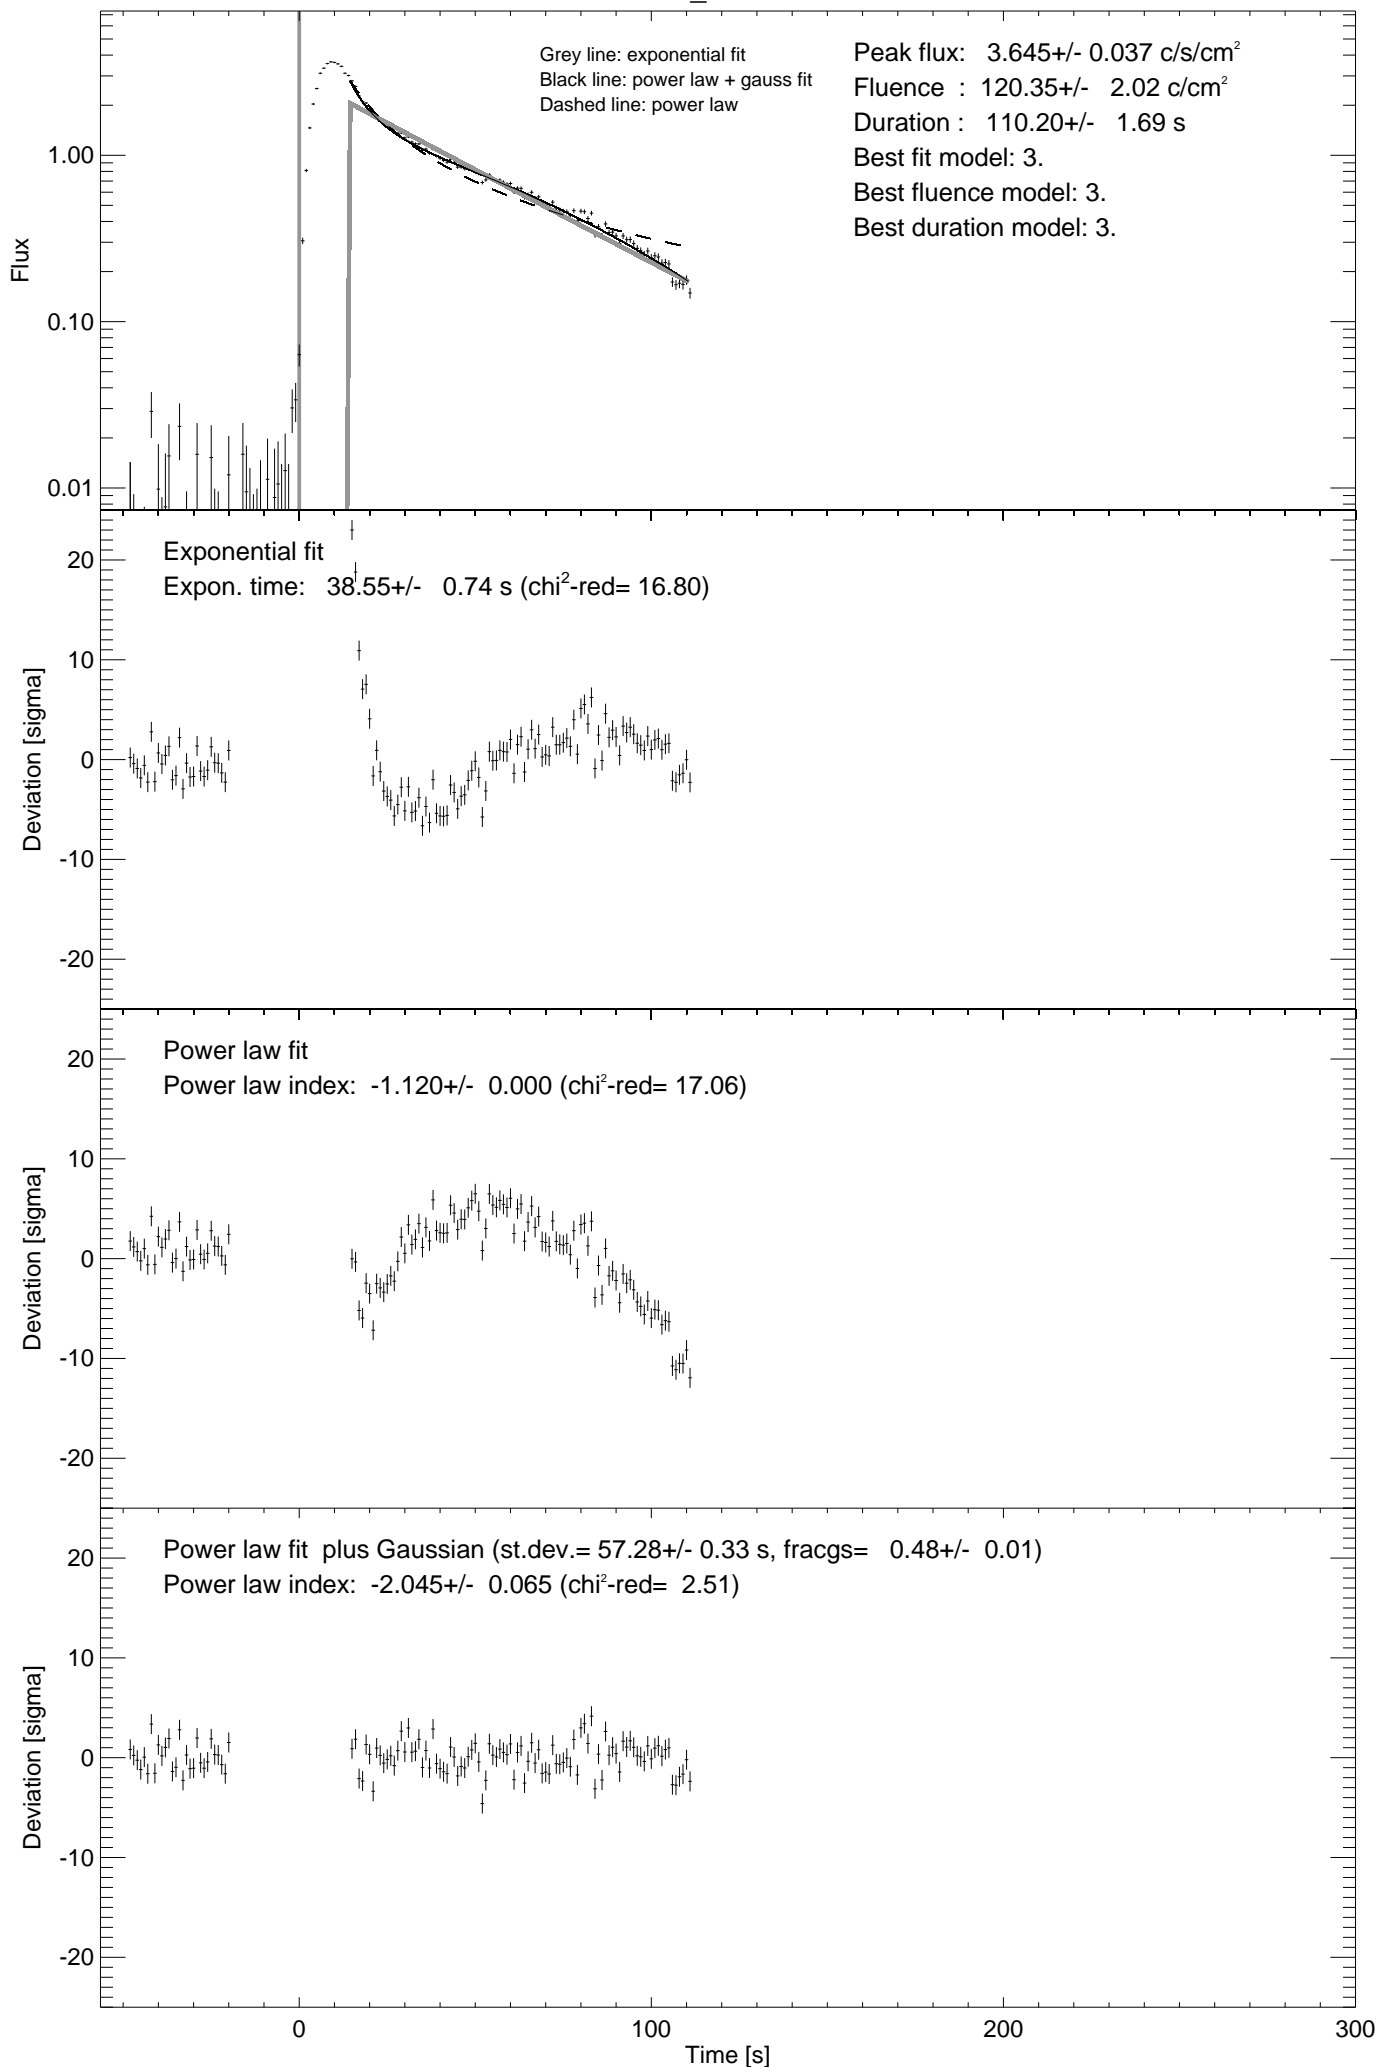 Grey line: exponential fit
Black line: power law + gauss fit
Dashed line: power law
Peak flux: 3.645+/- 0.037 c/s/cm²
Fluence : 120.35+/- 2.02 c/cm²
Duration : 110.20+/- 1.69 s
Best fit model: 3.
Best fluence model: 3.
Best duration model: 3.
Flux
1.00
0.10
0.01
Exponential fit
Expon. time: 38.55+/- 0.74 s (chi²-red= 16.80)
Deviation [sigma]
20
10
0
-10
-20
Power law fit
Power law index: -1.120+/- 0.000 (chi²-red= 17.06)
Deviation [sigma]
20
10
0
-10
-20
Power law fit plus Gaussian (st.dev.= 57.28+/- 0.33 s, fracgs= 0.48+/- 0.01)
Power law index: -2.045+/- 0.065 (chi²-red= 2.51)
Deviation [sigma]
20
10
0
-10
-20
0 100 200 300
Time [s]